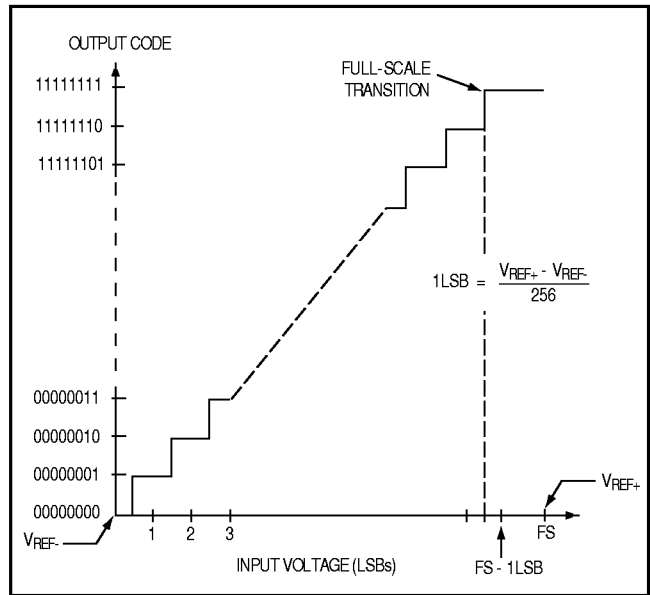 OUTPUT CODE
11111111
11111110
11111101
00000011
00000010
00000001
00000000
FULL-SCALE
TRANSITION
1LSB = VREF+ - VREF-
256
VREF-
1
2
3
FS
VREF+
INPUT VOLTAGE (LSBs)
FS - 1LSB